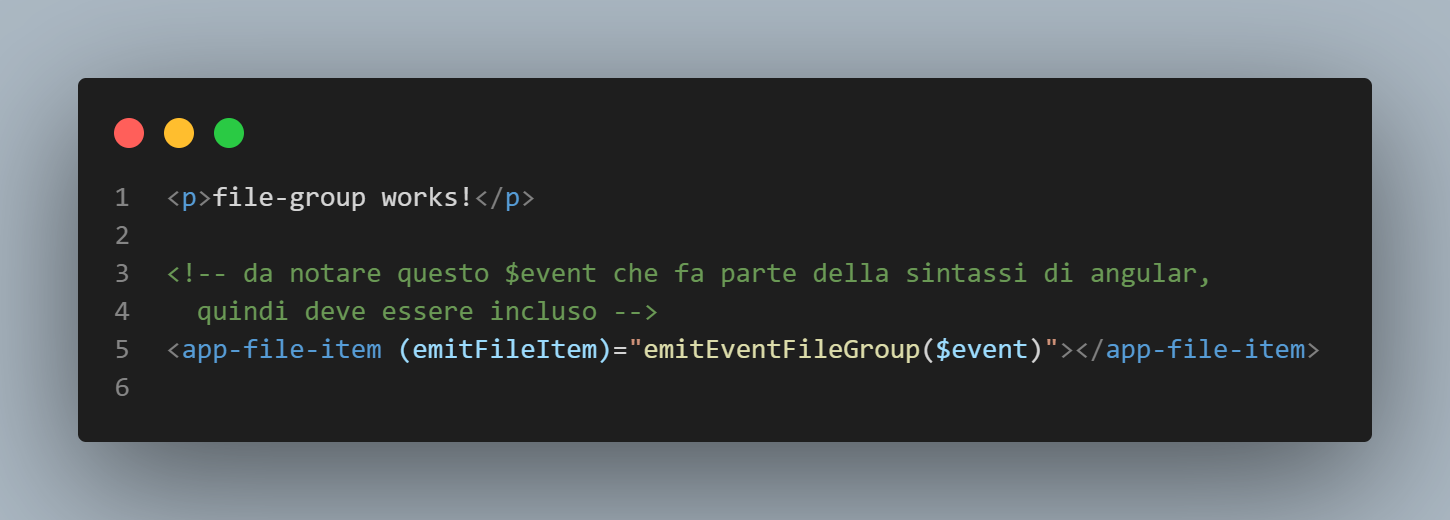 1 <p>file-group works!</p>
2
3 <!-- da notare questo $event che fa parte della sintassi di angular,
4 quindi deve essere incluso -->
5 <app-file-item (emitFileItem)="emitEventFileGroup($event)"></app-file-item>
6